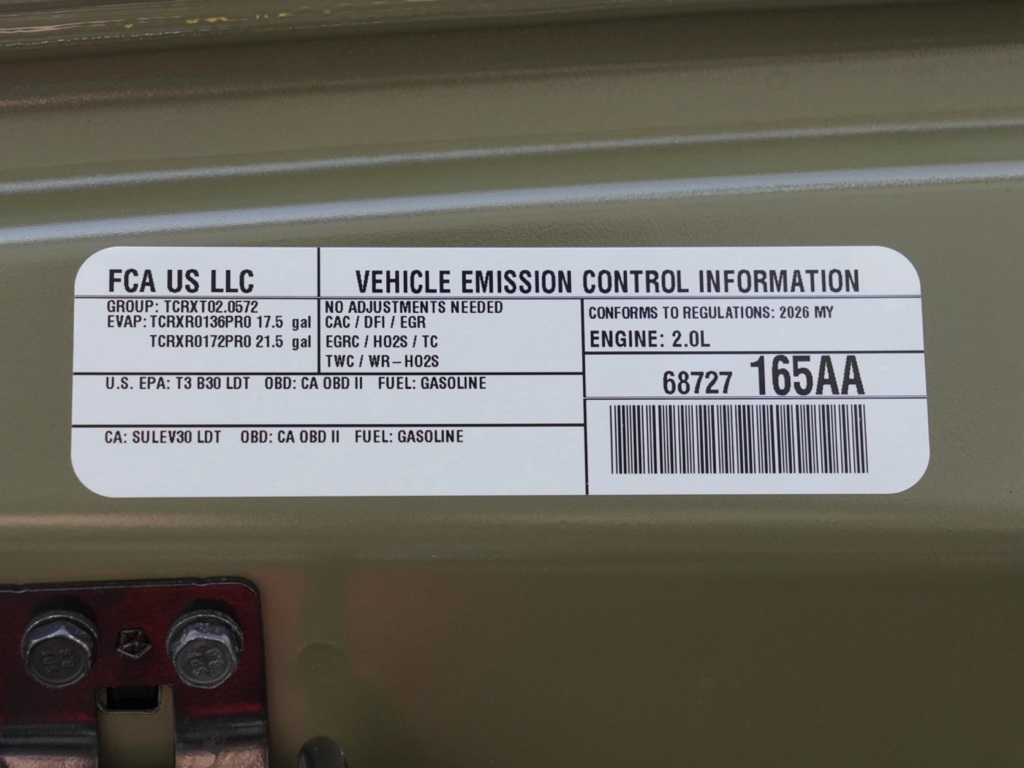 FCA US LLC
VEHICLE EMISSION CONTROL INFORMATION
GROUP: TCRXT02.0572
EVAP: TCRXR0136PR0 17.5 gal
TCRXR0172PR0 21.5 gal
NO ADJUSTMENTS NEEDED
CAC / DFI / EGR
EGRC / HO2S / TC
TWC / WR-HO2S
CONFORMS TO REGULATIONS: 2026 MY
ENGINE: 2.0L
68727 165AA
U.S. EPA: T3 B30 LDT OBD: CA OBD II FUEL: GASOLINE
CA: SULEV30 LDT OBD: CA OBD II FUEL: GASOLINE